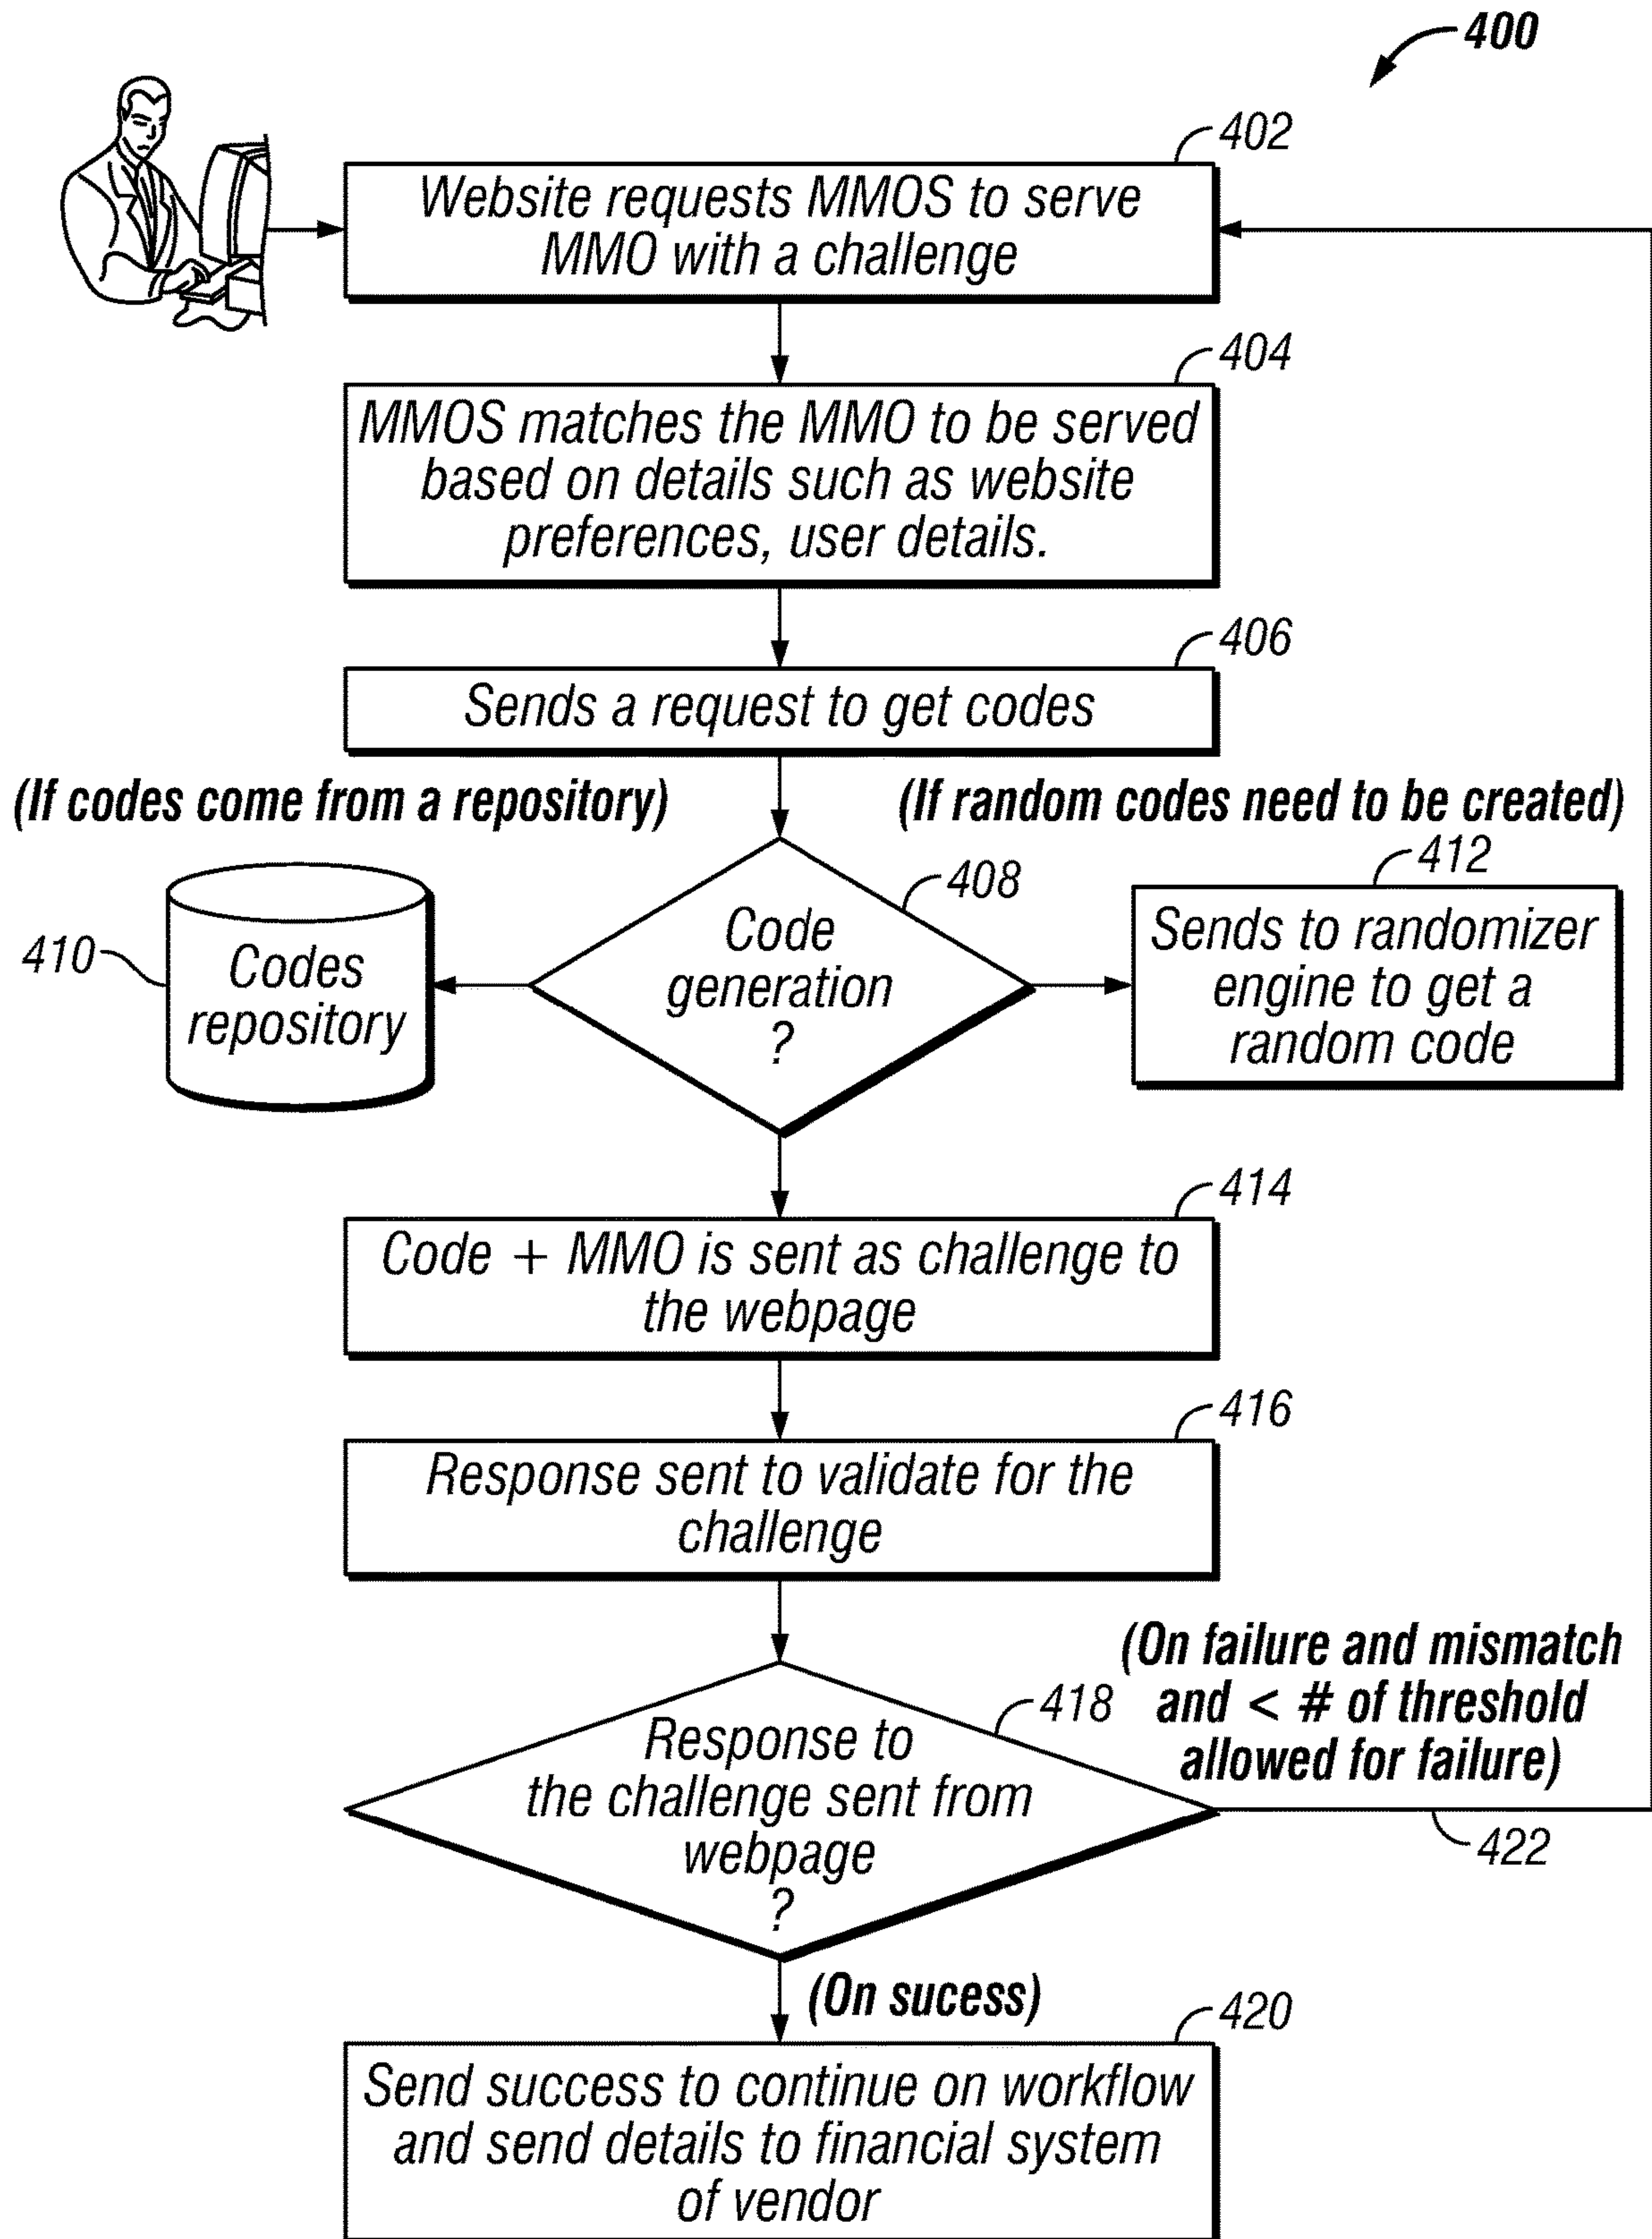 400
402
Website requests MMOS to serve
MMO with a challenge
404
MMOS matches the MMO to be served
based on details such as website
preferences, user details.
406
Sends a request to get codes
(If codes come from a repository)
(If random codes need to be created)
408
Code
generation
?
410
Codes
repository
412
Sends to randomizer
engine to get a
random code
414
Code + MMO is sent as challenge to
the webpage
416
Response sent to validate for the
challenge
418
Response to
the challenge sent from
webpage
?
(On failure and mismatch
and < # of threshold
allowed for failure)
422
(On sucess)
420
Send success to continue on workflow
and send details to financial system
of vendor